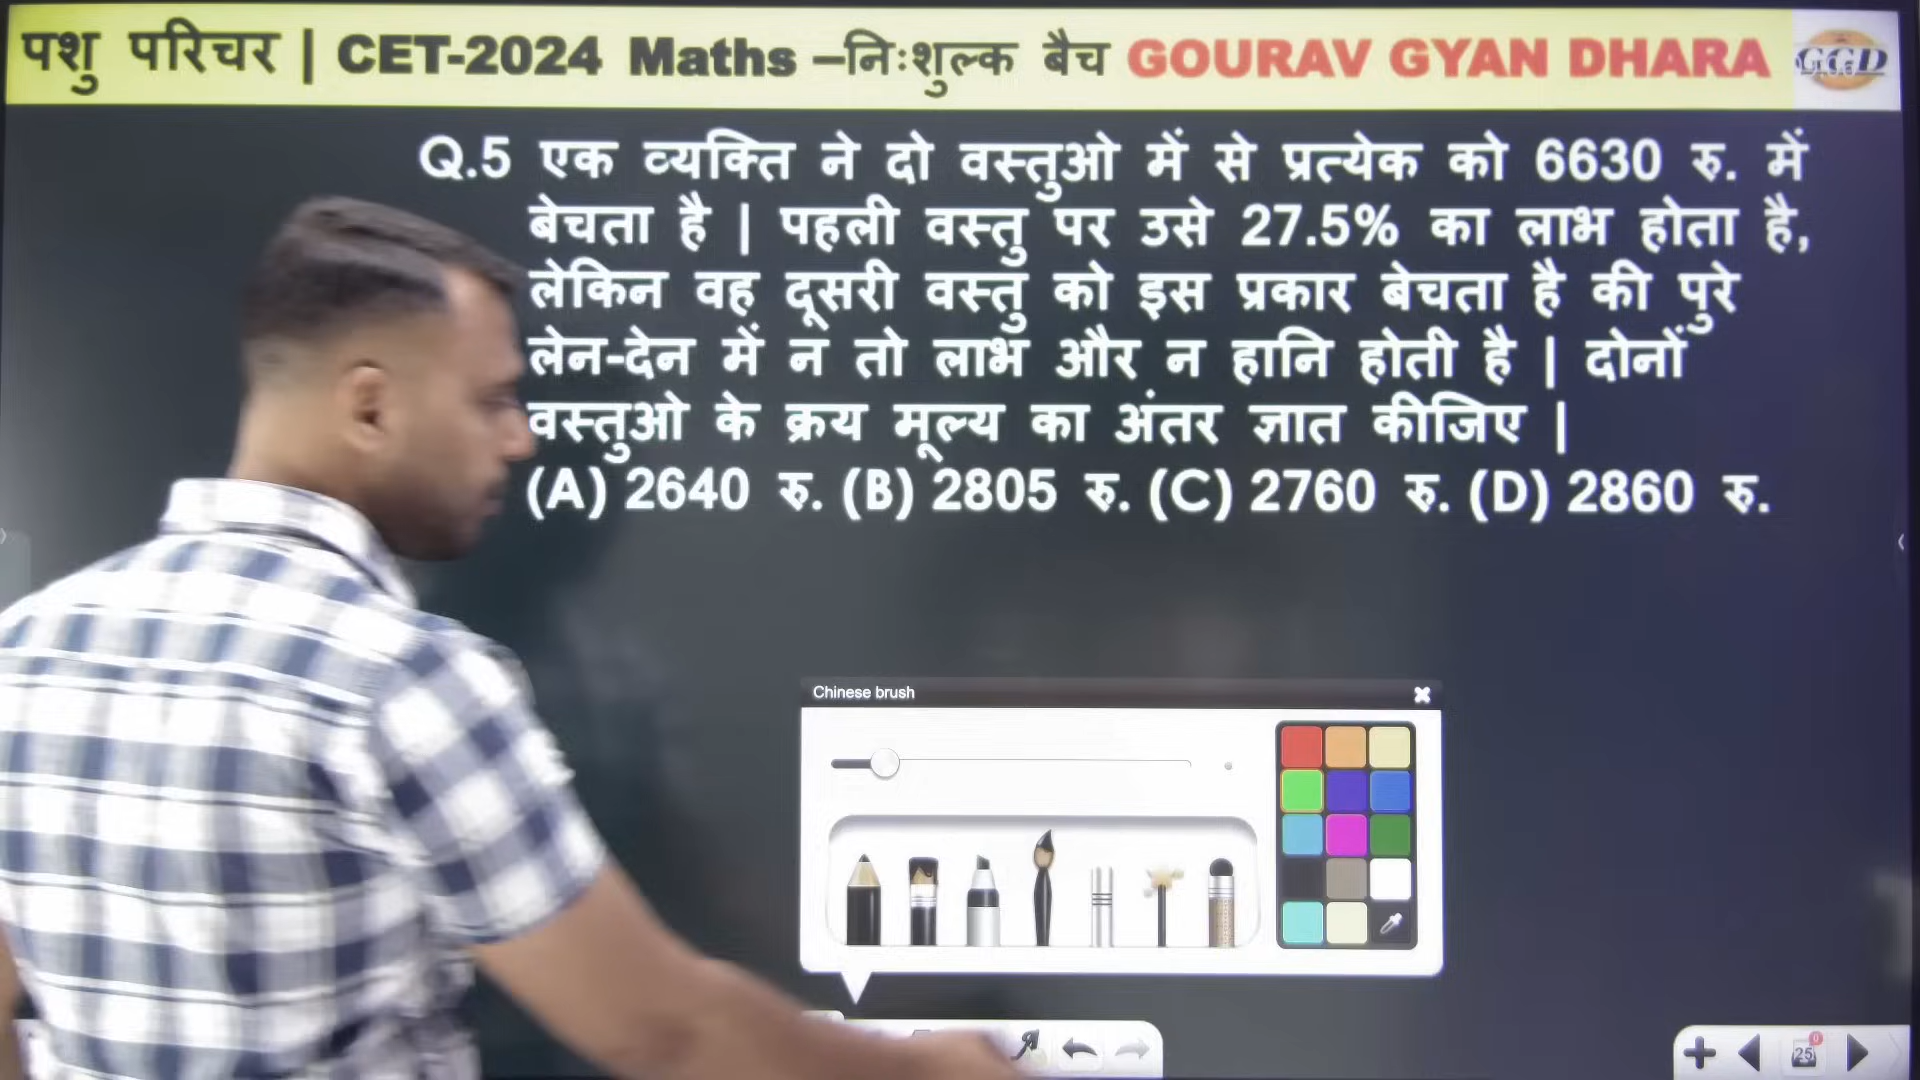 पशु परिचर | CET-2024 Maths –निःशुल्क बैच GOURAV GYAN DHARA GGD
Q.5 एक व्यक्ति ने दो वस्तुओ में से प्रत्येक को 6630 रु. में
बेचता है | पहली वस्तु पर उसे 27.5% का लाभ होता है,
लेकिन वह दूसरी वस्तु को इस प्रकार बेचता है की पुरे
लेन-देन में न तो लाभ और न हानि होती है | दोनों
वस्तुओ के क्रय मूल्य का अंतर ज्ञात कीजिए |
(A) 2640 रु. (B) 2805 रु. (C) 2760 रु. (D) 2860 रु.
Chinese brush
25
0